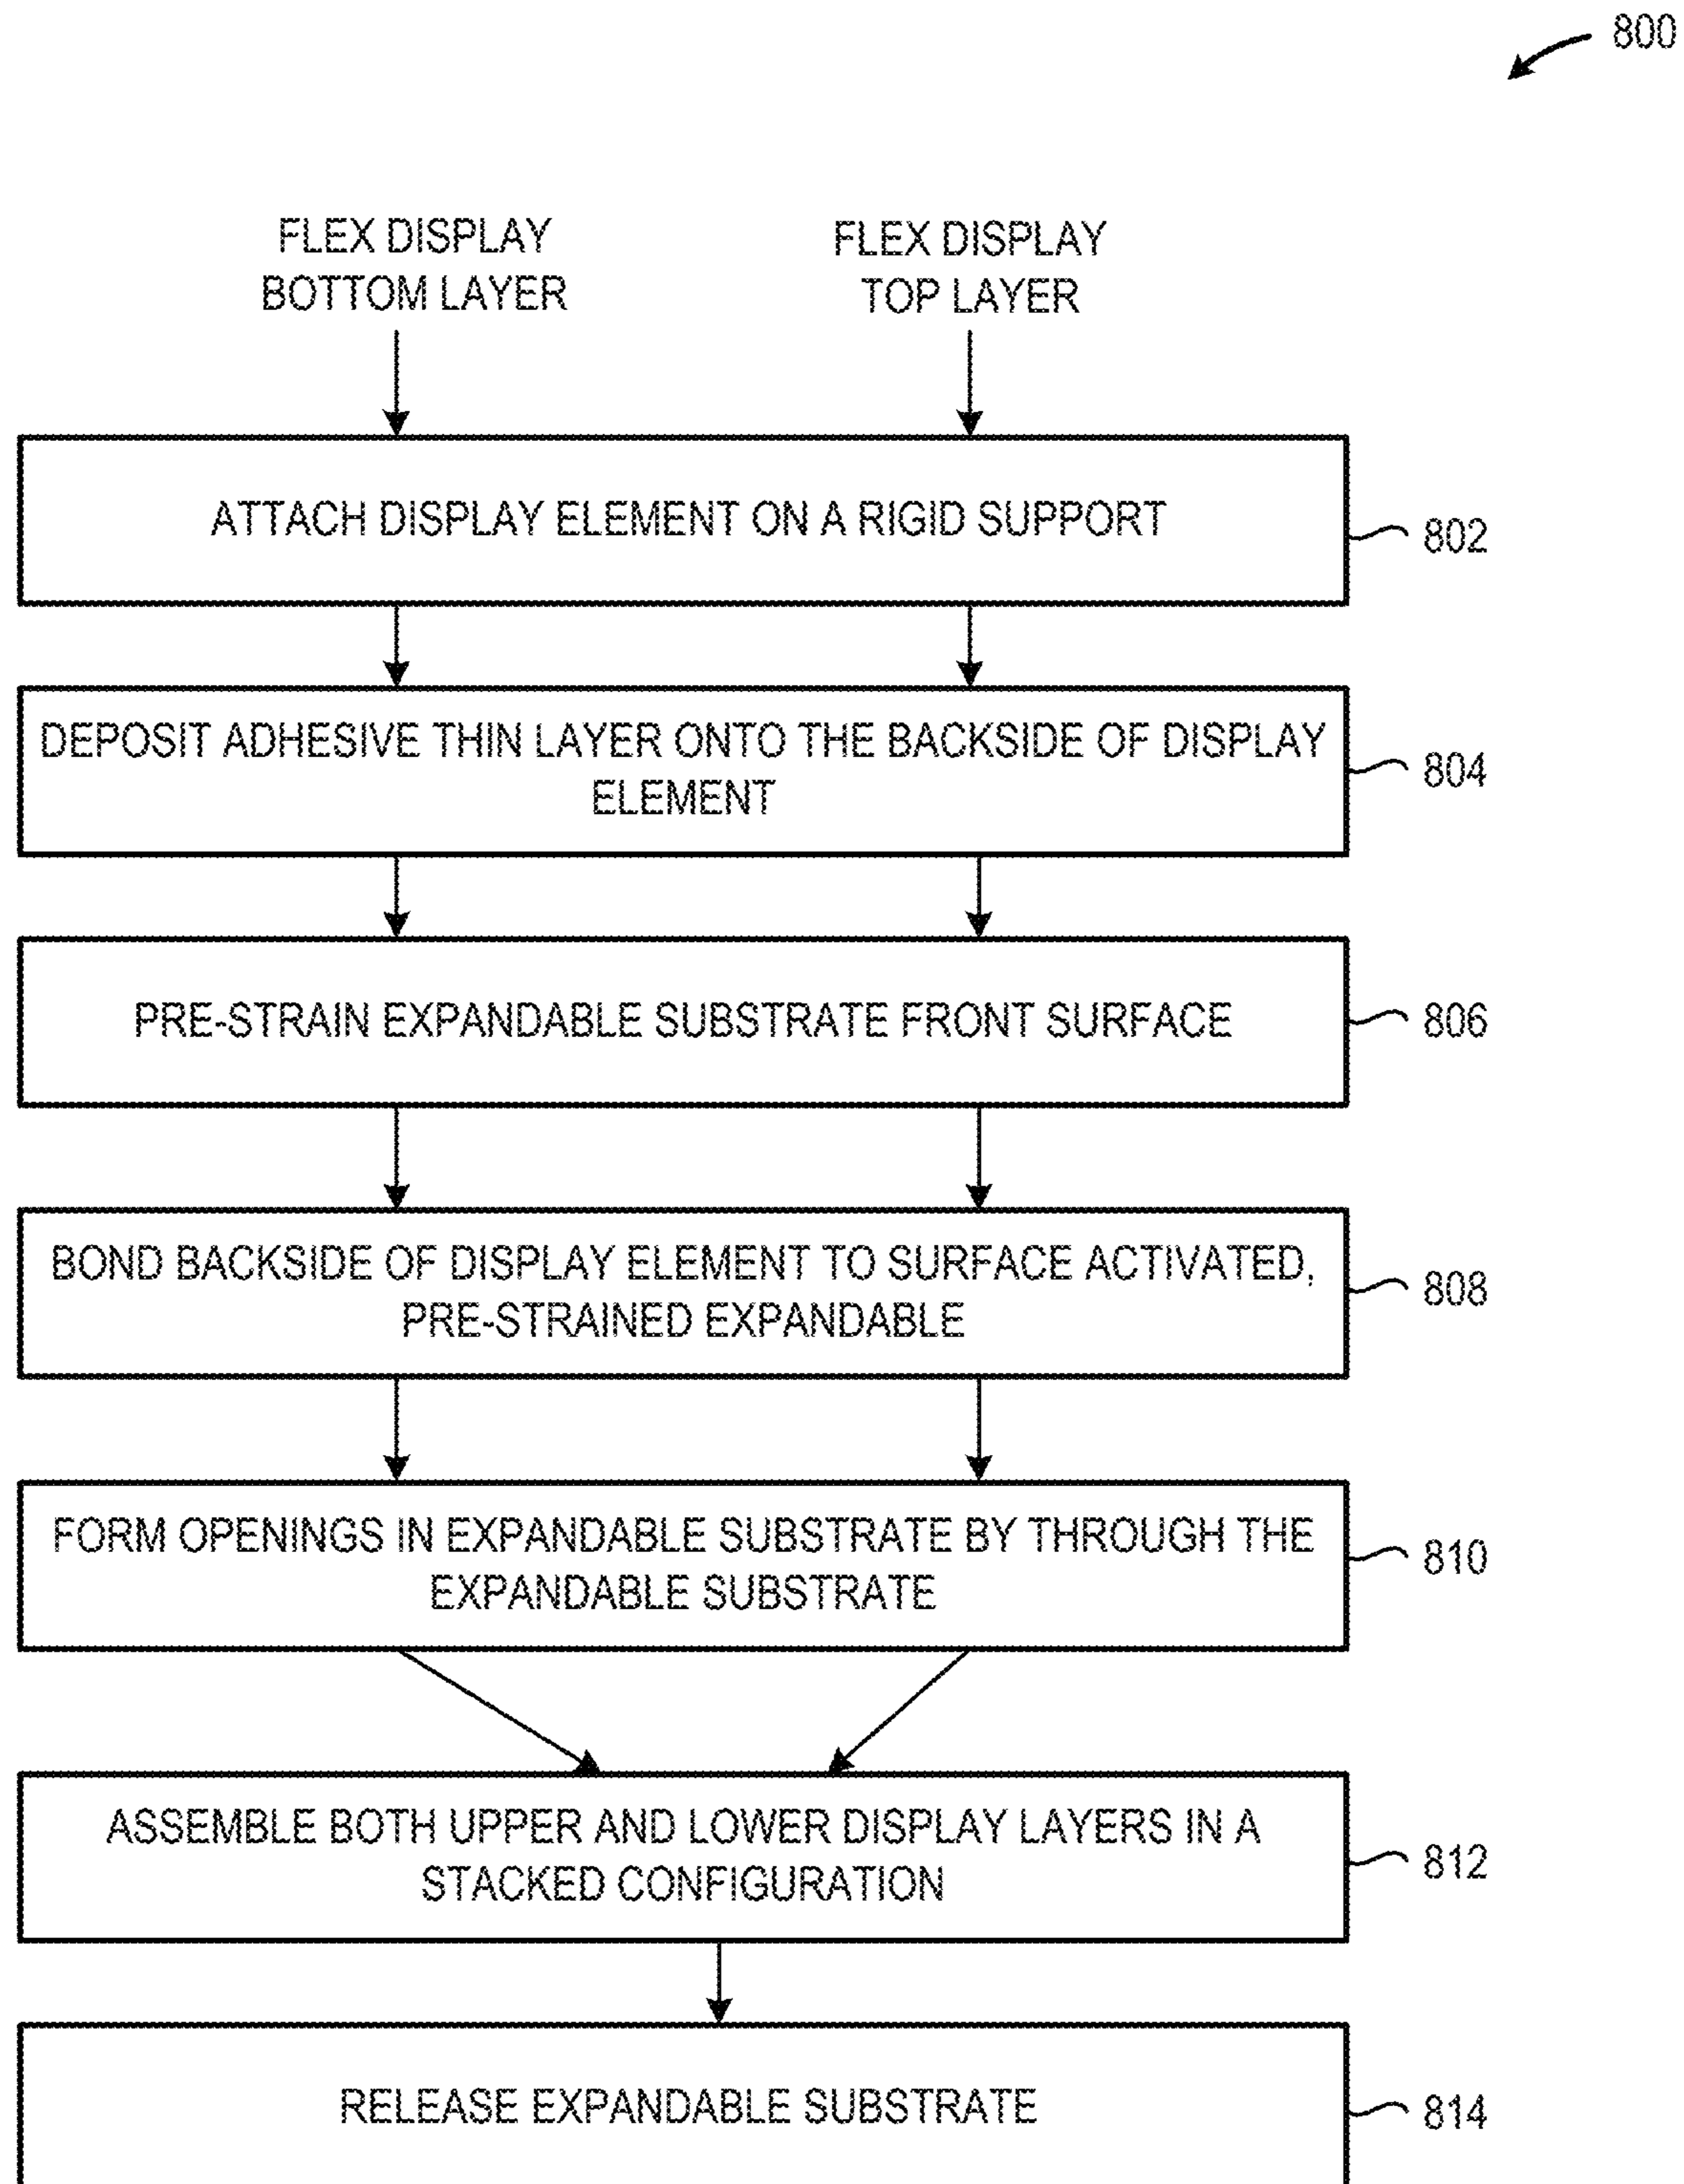 800
FLEX DISPLAY
BOTTOM LAYER
FLEX DISPLAY
TOP LAYER
ATTACH DISPLAY ELEMENT ON A RIGID SUPPORT
802
DEPOSIT ADHESIVE THIN LAYER ONTO THE BACKSIDE OF DISPLAY
ELEMENT
804
PRE-STRAIN EXPANDABLE SUBSTRATE FRONT SURFACE
806
BOND BACKSIDE OF DISPLAY ELEMENT TO SURFACE ACTIVATED,
PRE-STRAINED EXPANDABLE
808
FORM OPENINGS IN EXPANDABLE SUBSTRATE BY THROUGH THE
EXPANDABLE SUBSTRATE
810
ASSEMBLE BOTH UPPER AND LOWER DISPLAY LAYERS IN A
STACKED CONFIGURATION
812
RELEASE EXPANDABLE SUBSTRATE
814